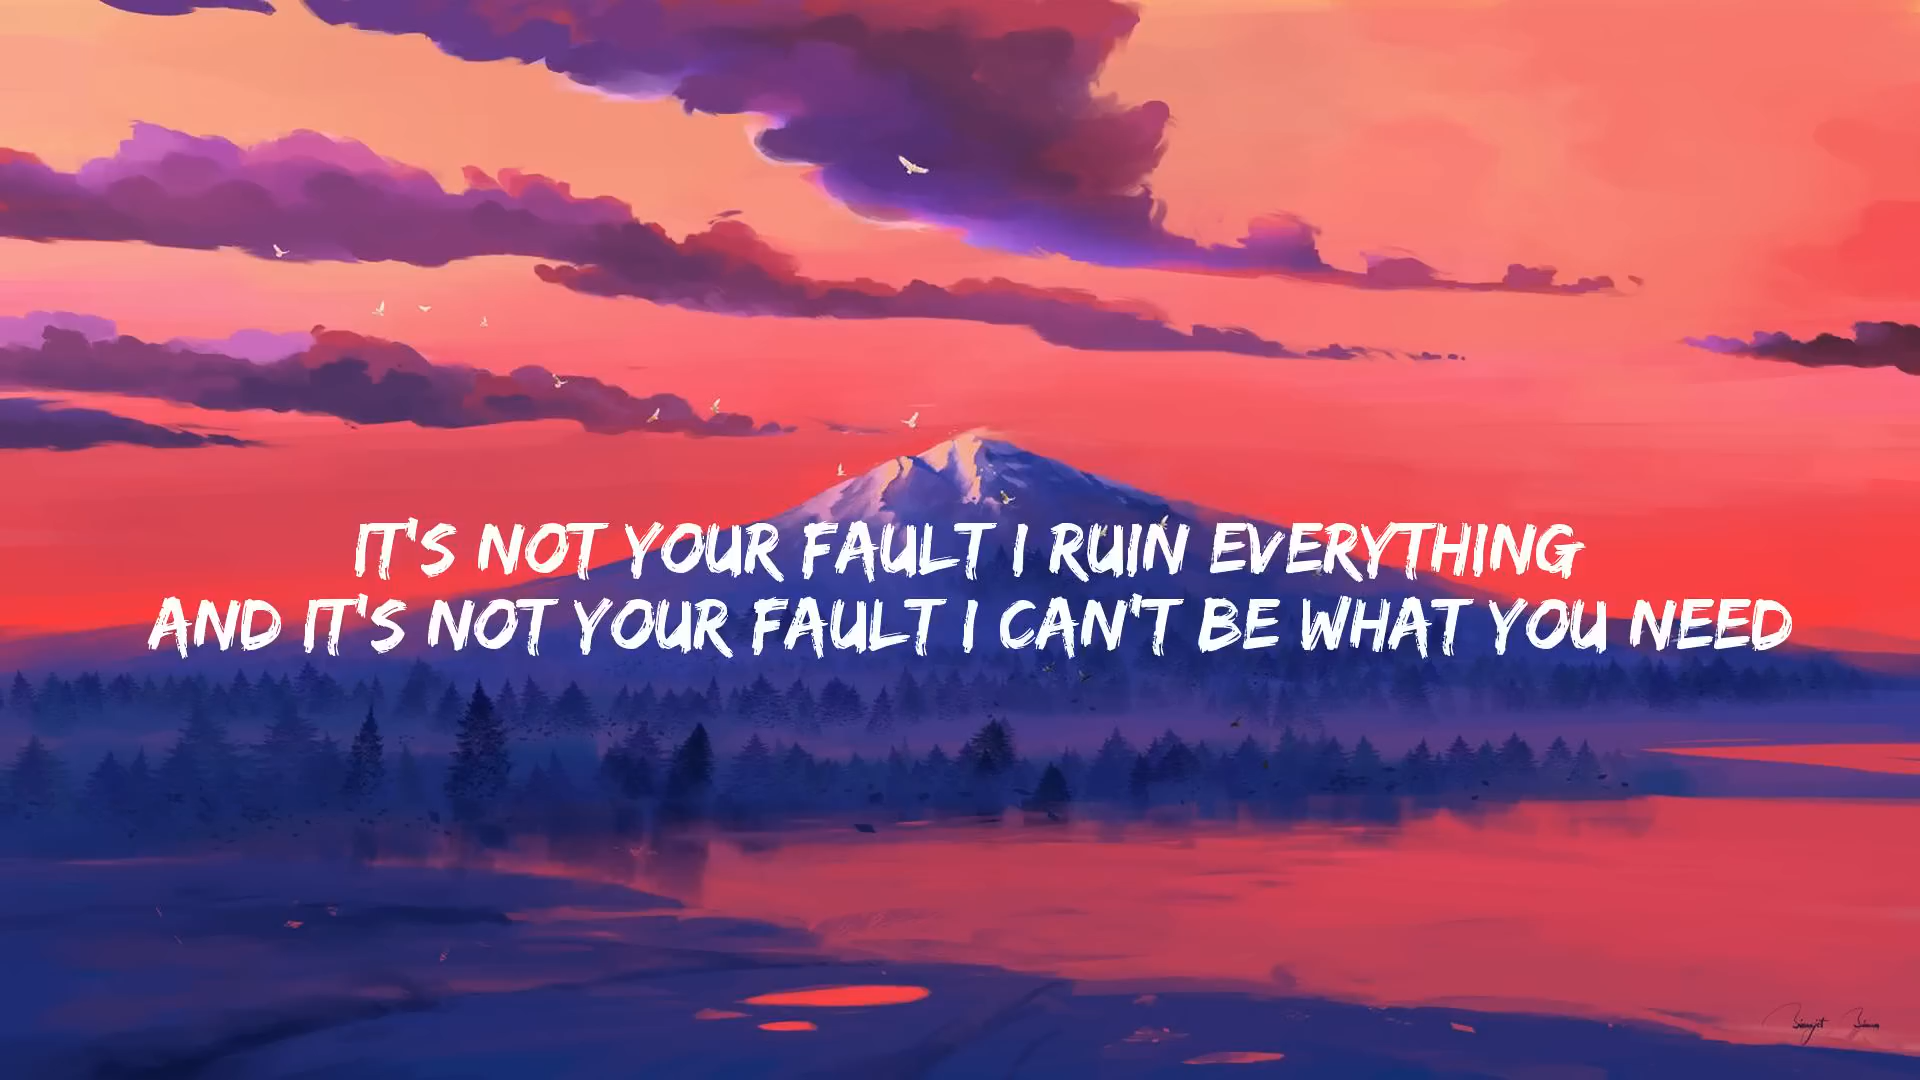 IT'S NOT YOUR FAULT I RUIN EVERYTHING
AND IT'S NOT YOUR FAULT I CAN'T BE WHAT YOU NEED